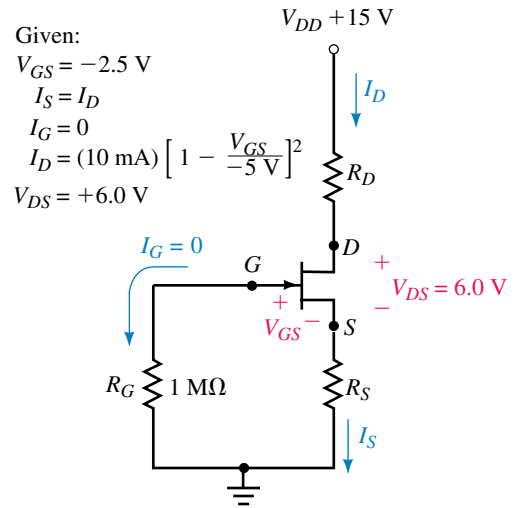 V_DD +15 V
Given:
V_GS = −2.5 V
I_S = I_D
I_G = 0
I_D = (10 mA) [ 1 − V_GS / −5 V ]²
V_DS = +6.0 V
I_D
R_D
I_G = 0
G
D
+
V_DS = 6.0 V
−
+
V_GS −
S
R_G
1 MΩ
R_S
I_S